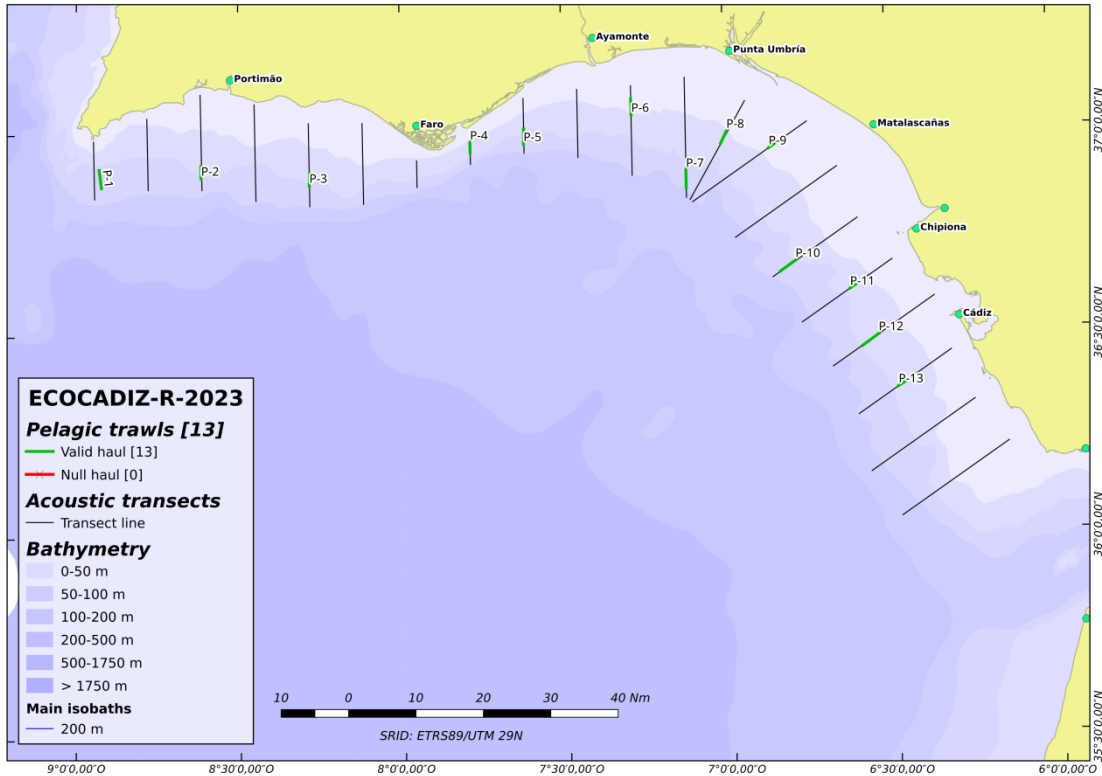 Ayamonte
Punta Umbría
Portimão
P-6
37°0'0,00"N
Faro
P-8
Matalascañas
P-4
P-5
P-9
P-1
P-2
P-3
P-7
Chipiona
P-10
P-11
Cádiz
P-12
36°30'0,00"N
P-13
ECOCADIZ-R-2023
Pelagic trawls [13]
Valid haul [13]
Null haul [0]
Acoustic transects
Transect line
36°0'0,00"N
Bathymetry
0-50 m
50-100 m
100-200 m
200-500 m
500-1750 m
> 1750 m
Main isobaths
200 m
10 0 10 20 30 40 Nm
SRID: ETRS89/UTM 29N
35°30'0,00"N
9°0'0,00"O 8°30'0,00"O 8°0'0,00"O 7°30'0,00"O 7°0'0,00"O 6°30'0,00"O 6°0'0,00"O